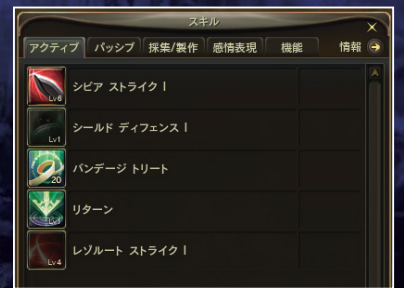 スキル
アクティブ パッシブ 採集/製作 感情表現 機能 情報
シビア ストライク I
Lv6
シールド ディフェンス I
Lv1
バンデージ トリート
20
リターン
Lv1
レゾルート ストライク I
Lv4